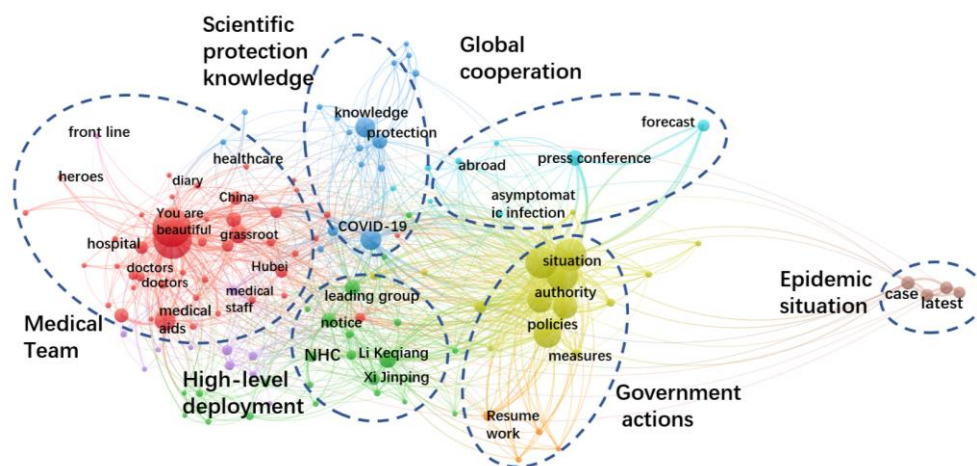 Scientific
protection
knowledge
Global
cooperation
knowledge
protection
forecast
press conference
abroad
asymptomat
ic infection
front line
heroes
healthcare
diary
China
You are
beautiful
grassroot
hospital
doctors
doctors
Hubei
medical
staff
medical
aids
COVID-19
Medical
Team
leading group
notice
NHC
Li Keqiang
Xi Jinping
High-level
deployment
situation
authority
policies
measures
Resume
work
Government
actions
Epidemic
situation
case
latest